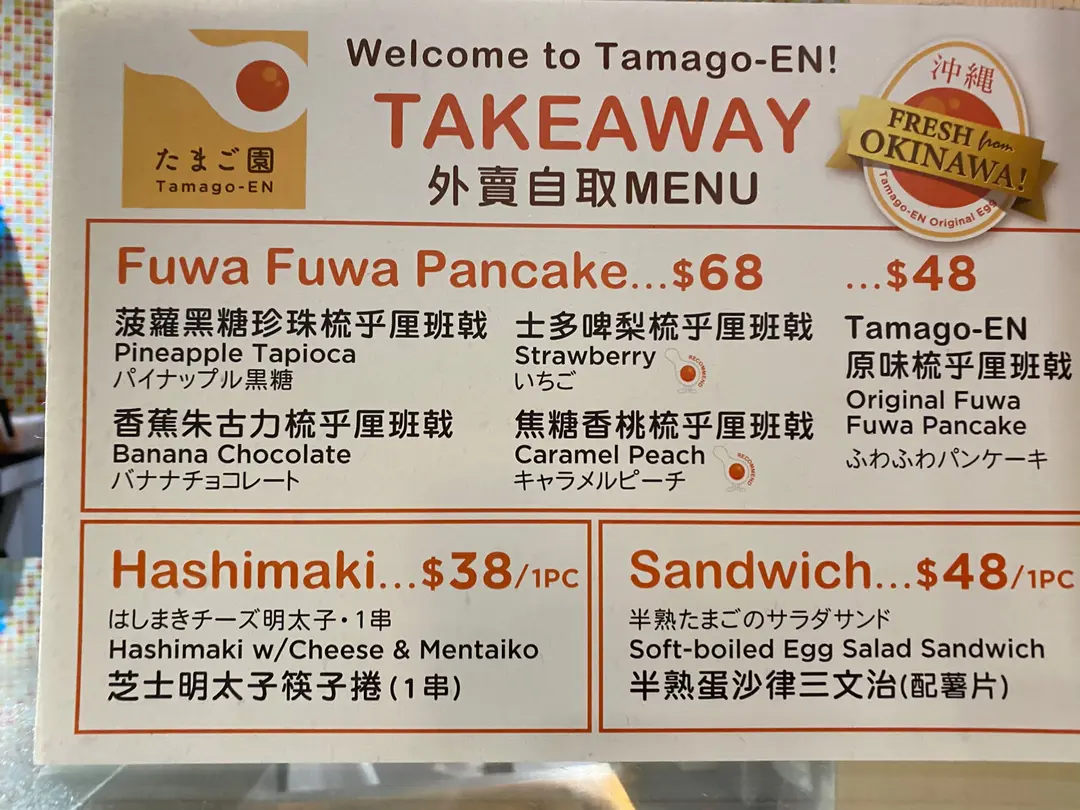 たまご園
Tamago-EN
Welcome to Tamago-EN!
TAKEAWAY
外賣自取MENU
沖縄
FRESH from
OKINAWA!
Tamago-EN Original Egg
Fuwa Fuwa Pancake...$68
菠蘿黑糖珍珠梳乎厘班戟
Pineapple Tapioca
パイナップル黒糖
香蕉朱古力梳乎厘班戟
Banana Chocolate
バナナチョコレート
士多啤梨梳乎厘班戟
Strawberry
RECOMMEND
いちご
焦糖香桃梳乎厘班戟
Caramel Peach
RECOMMEND
キャラメルピーチ
...$48
Tamago-EN
原味梳乎厘班戟
Original Fuwa
Fuwa Pancake
ふわふわパンケーキ
Hashimaki...$38/1PC
はしまきチーズ明太子・1串
Hashimaki w/Cheese & Mentaiko
芝士明太子筷子捲(1串)
Sandwich...$48/1PC
半熟たまごのサラダサンド
Soft-boiled Egg Salad Sandwich
半熟蛋沙律三文治(配薯片)